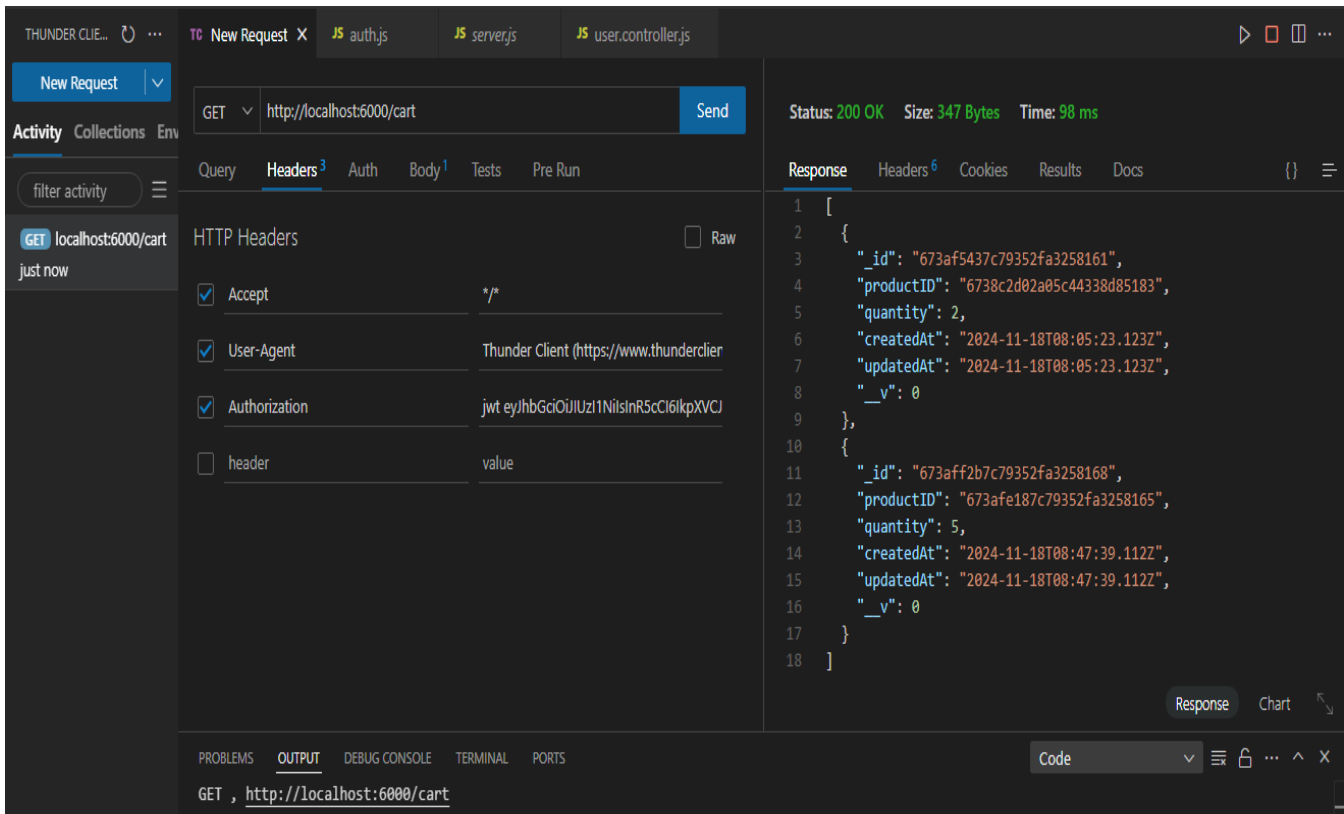 THUNDER CLIE... ...
TC New Request X JS auth.js JS server.js JS user.controller.js ...
New Request
GET http://localhost:6000/cart Send
Status: 200 OK Size: 347 Bytes Time: 98 ms
Activity Collections Env
Query Headers 3 Auth Body 1 Tests Pre Run
Response Headers 6 Cookies Results Docs {}
filter activity
GET localhost:6000/cart
just now
HTTP Headers Raw
Accept */*
User-Agent Thunder Client (https://www.thunderclien
Authorization jwt eyJhbGciOiJIUzI1NiIsInR5cCI6IkpXVCJ
header value
1 [
2 {
3 "_id": "673af5437c79352fa3258161",
4 "productID": "6738c2d02a05c44338d85183",
5 "quantity": 2,
6 "createdAt": "2024-11-18T08:05:23.123Z",
7 "updatedAt": "2024-11-18T08:05:23.123Z",
8 "__v": 0
9 },
10 {
11 "_id": "673aff2b7c79352fa3258168",
12 "productID": "673afe187c79352fa3258165",
13 "quantity": 5,
14 "createdAt": "2024-11-18T08:47:39.112Z",
15 "updatedAt": "2024-11-18T08:47:39.112Z",
16 "__v": 0
17 }
18 ]
Response Chart
PROBLEMS OUTPUT DEBUG CONSOLE TERMINAL PORTS Code ...
GET , http://localhost:6000/cart